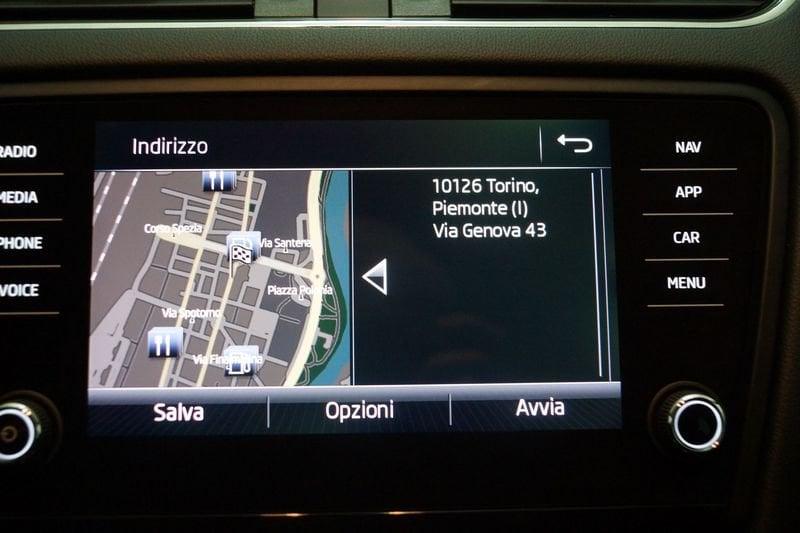 RADIO
MEDIA
PHONE
VOICE
Indirizzo
Corso Spezia
Via Santena
Piazza Polonia
Via Spotorno
10126 Torino,
Piemonte (I)
Via Genova 43
Salva
Opzioni
Avvia
NAV
APP
CAR
MENU